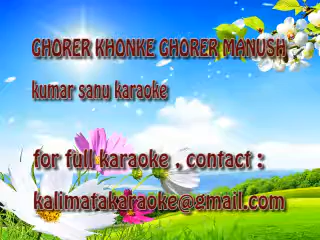 GHORER KHONKE GHORER MANUSH
kumar sanu karaoke
for full karaoke , contact :
kalimatakaraoke@gmail.com